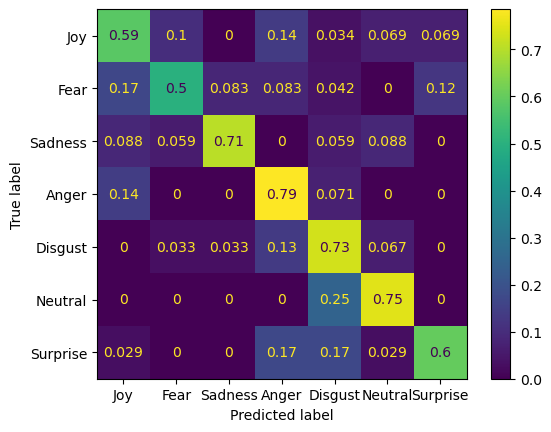 Joy 0.59 0.1 0 0.14 0.034 0.069 0.069
Fear 0.17 0.5 0.083 0.083 0.042 0 0.12
Sadness 0.088 0.059 0.71 0 0.059 0.088 0
Anger 0.14 0 0 0.79 0.071 0 0
Disgust 0 0.033 0.033 0.13 0.73 0.067 0
Neutral 0 0 0 0 0.25 0.75 0
Surprise 0.029 0 0 0.17 0.17 0.029 0.6
Joy Fear Sadness Anger Disgust Neutral Surprise
Predicted label
True label
0.7
0.6
0.5
0.4
0.3
0.2
0.1
0.0